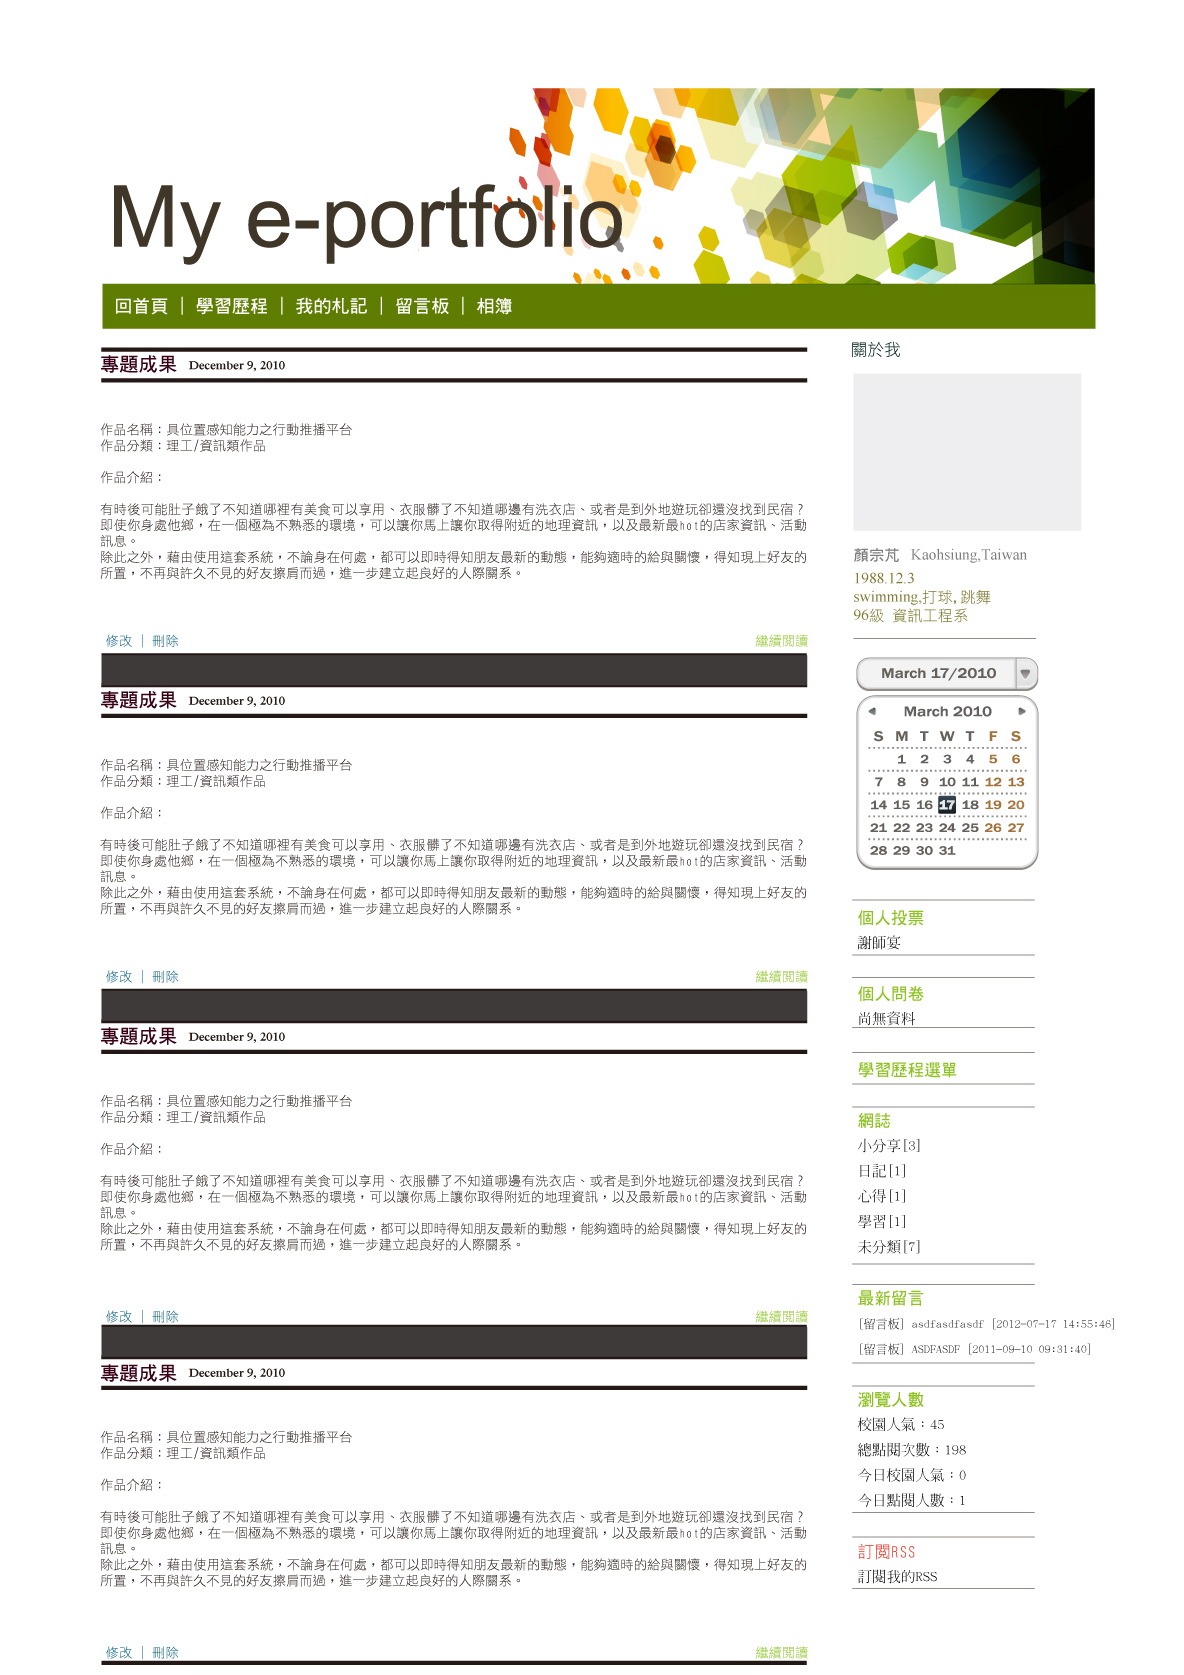 My e-portfolio
回首頁 | 學習歷程 | 我的札記 | 留言板 | 相簿
專題成果 December 9, 2010
作品名稱：具位置感知能力之行動推播平台
作品分類：理工/資訊類作品
作品介紹：
有時後可能肚子餓了不知道哪裡有美食可以享用、衣服髒了不知道哪邊有洗衣店、或者是到外地遊玩卻還沒找到民宿？
即使你身處他鄉，在一個極為不熟悉的環境，可以讓你馬上讓你取得附近的地理資訊，以及最新最hot的店家資訊、活動
訊息。
除此之外，藉由使用這套系統，不論身在何處，都可以即時得知朋友最新的動態，能夠適時的給與關懷，得知現上好友的
所置，不再與許久不見的好友擦肩而過，進一步建立起良好的人際關系。
修改 | 刪除 繼續閱讀
專題成果 December 9, 2010
作品名稱：具位置感知能力之行動推播平台
作品分類：理工/資訊類作品
作品介紹：
有時後可能肚子餓了不知道哪裡有美食可以享用、衣服髒了不知道哪邊有洗衣店、或者是到外地遊玩卻還沒找到民宿？
即使你身處他鄉，在一個極為不熟悉的環境，可以讓你馬上讓你取得附近的地理資訊，以及最新最hot的店家資訊、活動
訊息。
除此之外，藉由使用這套系統，不論身在何處，都可以即時得知朋友最新的動態，能夠適時的給與關懷，得知現上好友的
所置，不再與許久不見的好友擦肩而過，進一步建立起良好的人際關系。
修改 | 刪除 繼續閱讀
專題成果 December 9, 2010
作品名稱：具位置感知能力之行動推播平台
作品分類：理工/資訊類作品
作品介紹：
有時後可能肚子餓了不知道哪裡有美食可以享用、衣服髒了不知道哪邊有洗衣店、或者是到外地遊玩卻還沒找到民宿？
即使你身處他鄉，在一個極為不熟悉的環境，可以讓你馬上讓你取得附近的地理資訊，以及最新最hot的店家資訊、活動
訊息。
除此之外，藉由使用這套系統，不論身在何處，都可以即時得知朋友最新的動態，能夠適時的給與關懷，得知現上好友的
所置，不再與許久不見的好友擦肩而過，進一步建立起良好的人際關系。
修改 | 刪除 繼續閱讀
專題成果 December 9, 2010
作品名稱：具位置感知能力之行動推播平台
作品分類：理工/資訊類作品
作品介紹：
有時後可能肚子餓了不知道哪裡有美食可以享用、衣服髒了不知道哪邊有洗衣店、或者是到外地遊玩卻還沒找到民宿？
即使你身處他鄉，在一個極為不熟悉的環境，可以讓你馬上讓你取得附近的地理資訊，以及最新最hot的店家資訊、活動
訊息。
除此之外，藉由使用這套系統，不論身在何處，都可以即時得知朋友最新的動態，能夠適時的給與關懷，得知現上好友的
所置，不再與許久不見的好友擦肩而過，進一步建立起良好的人際關系。
修改 | 刪除 繼續閱讀
關於我
顏宗芃 Kaohsiung,Taiwan
1988.12.3
swimming,打球, 跳舞
96級 資訊工程系
March 17/2010
March 2010
S M T W T F S
1 2 3 4 5 6
7 8 9 10 11 12 13
14 15 16 17 18 19 20
21 22 23 24 25 26 27
28 29 30 31
個人投票
謝師宴
個人問卷
尚無資料
學習歷程選單
網誌
小分享[3]
日記[1]
心得[1]
學習[1]
未分類[7]
最新留言
[留言板] asdfasdfasdf [2012-07-17 14:55:46]
[留言板] ASDFASDF [2011-09-10 09:31:40]
瀏覽人數
校園人氣：45
總點閱次數：198
今日校園人氣：0
今日點閱人數：1
訂閱RSS
訂閱我的RSS